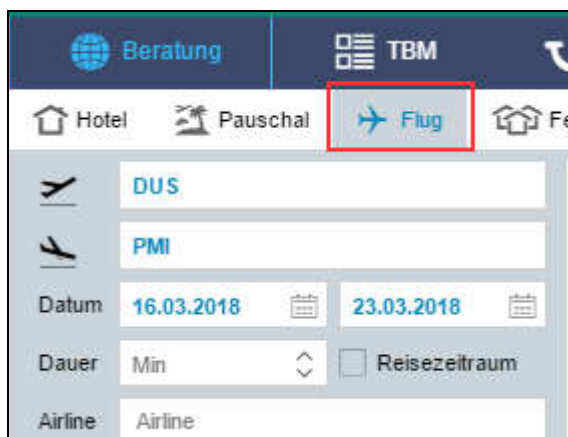 Beratung TBM
Hotel Pauschal Flug
DUS
PMI
Datum 16.03.2018 23.03.2018
Dauer Min Reisezeitraum
Airline Airline